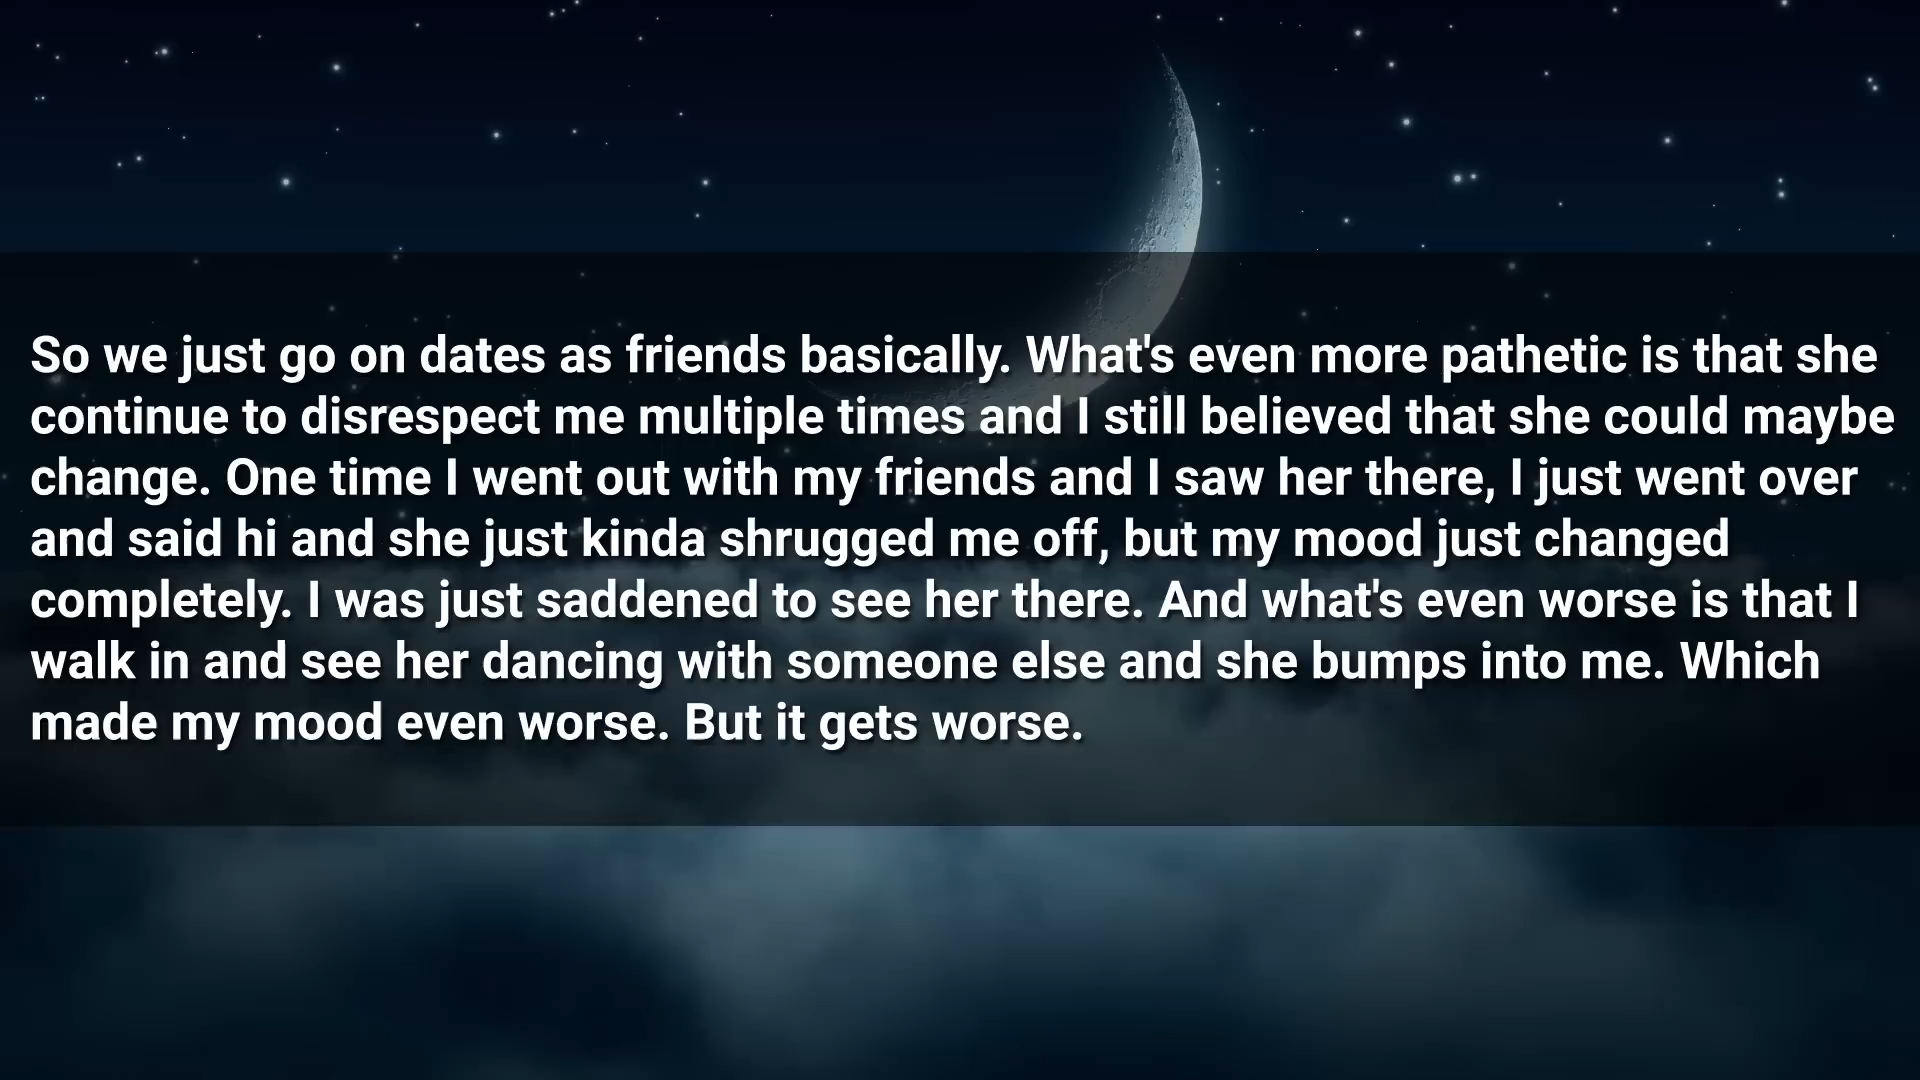 So we just go on dates as friends basically. What's even more pathetic is that she
continue to disrespect me multiple times and I still believed that she could maybe
change. One time I went out with my friends and I saw her there, I just went over
and said hi and she just kinda shrugged me off, but my mood just changed
completely. I was just saddened to see her there. And what's even worse is that I
walk in and see her dancing with someone else and she bumps into me. Which
made my mood even worse. But it gets worse.